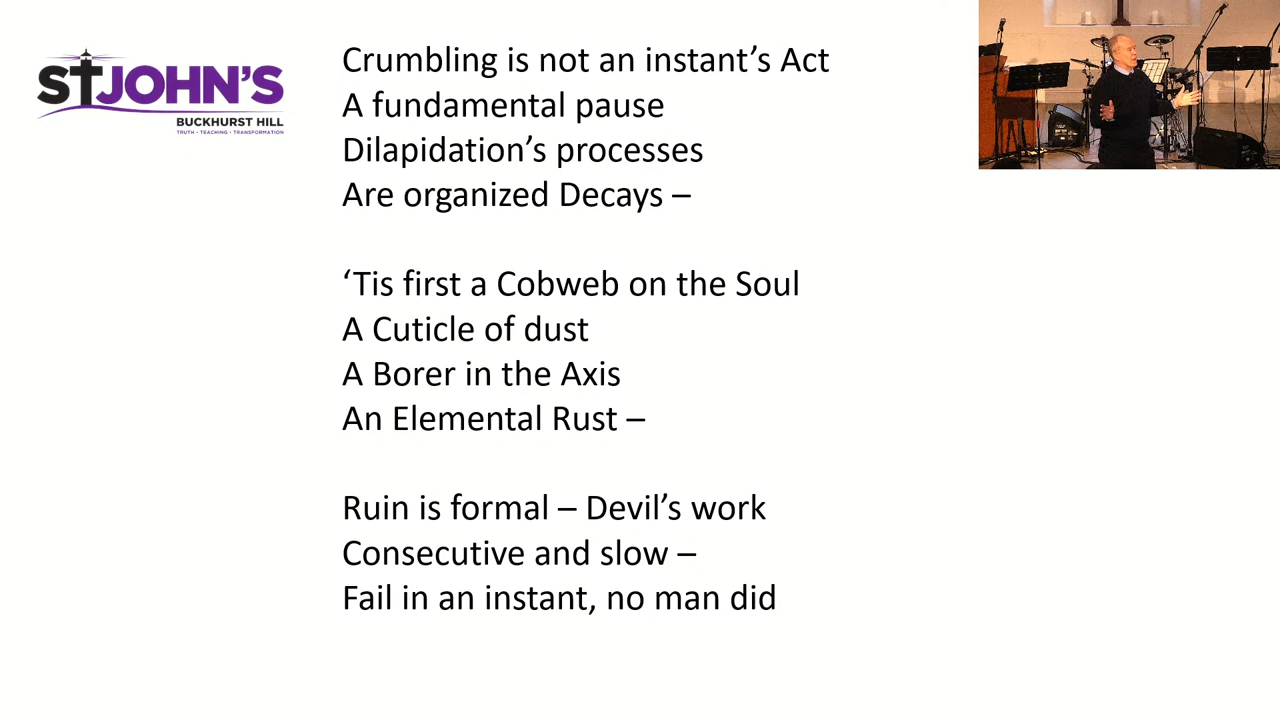 ST JOHN'S
BUCKHURST HILL
TRUTH - TEACHING - TRANSFORMATION
Crumbling is not an instant’s Act
A fundamental pause
Dilapidation’s processes
Are organized Decays –
‘Tis first a Cobweb on the Soul
A Cuticle of dust
A Borer in the Axis
An Elemental Rust –
Ruin is formal – Devil’s work
Consecutive and slow –
Fail in an instant, no man did